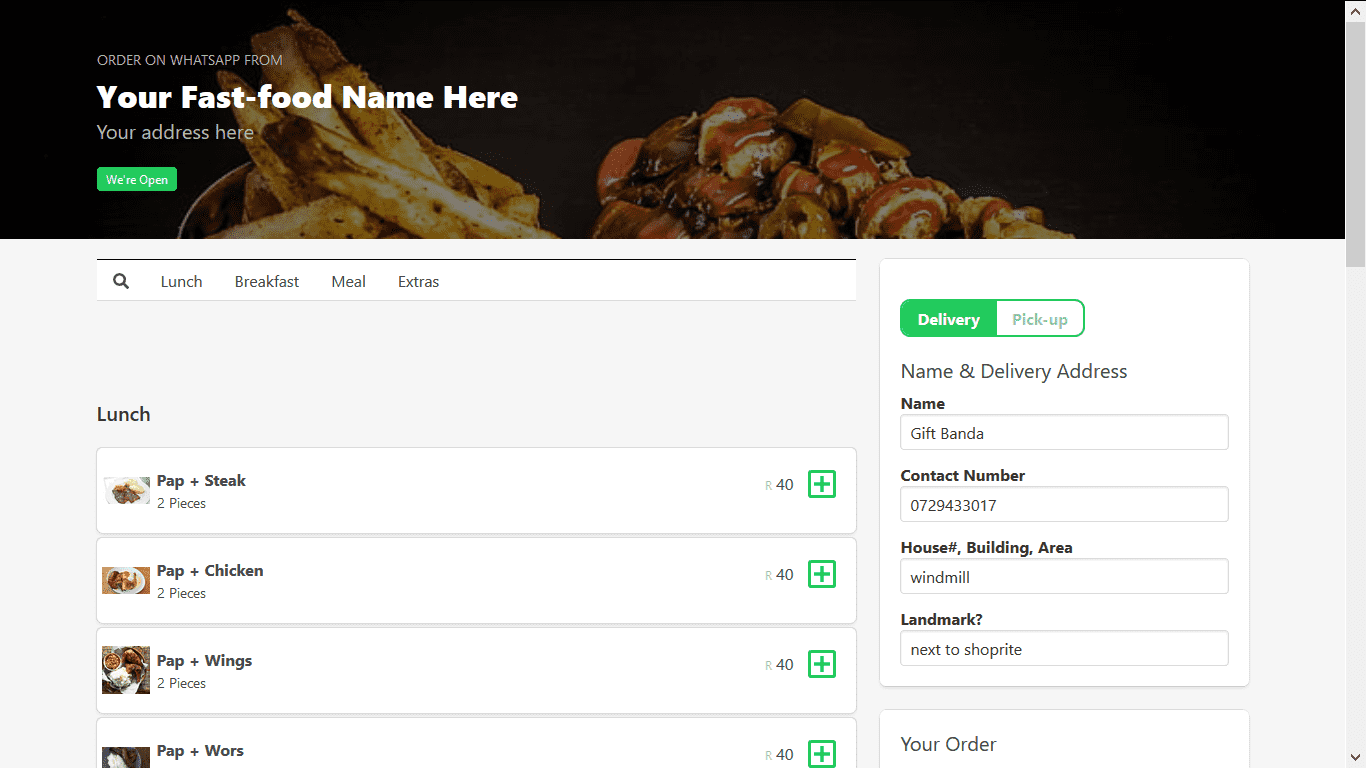 ORDER ON WHATSAPP FROM
Your Fast-food Name Here
Your address here
We're Open
Lunch Breakfast Meal Extras
Lunch
Pap + Steak
2 Pieces
R 40
Pap + Chicken
2 Pieces
R 40
Pap + Wings
2 Pieces
R 40
Pap + Wors
R 40
Delivery Pick-up
Name & Delivery Address
Name
Gift Banda
Contact Number
0729433017
House#, Building, Area
windmill
Landmark?
next to shoprite
Your Order